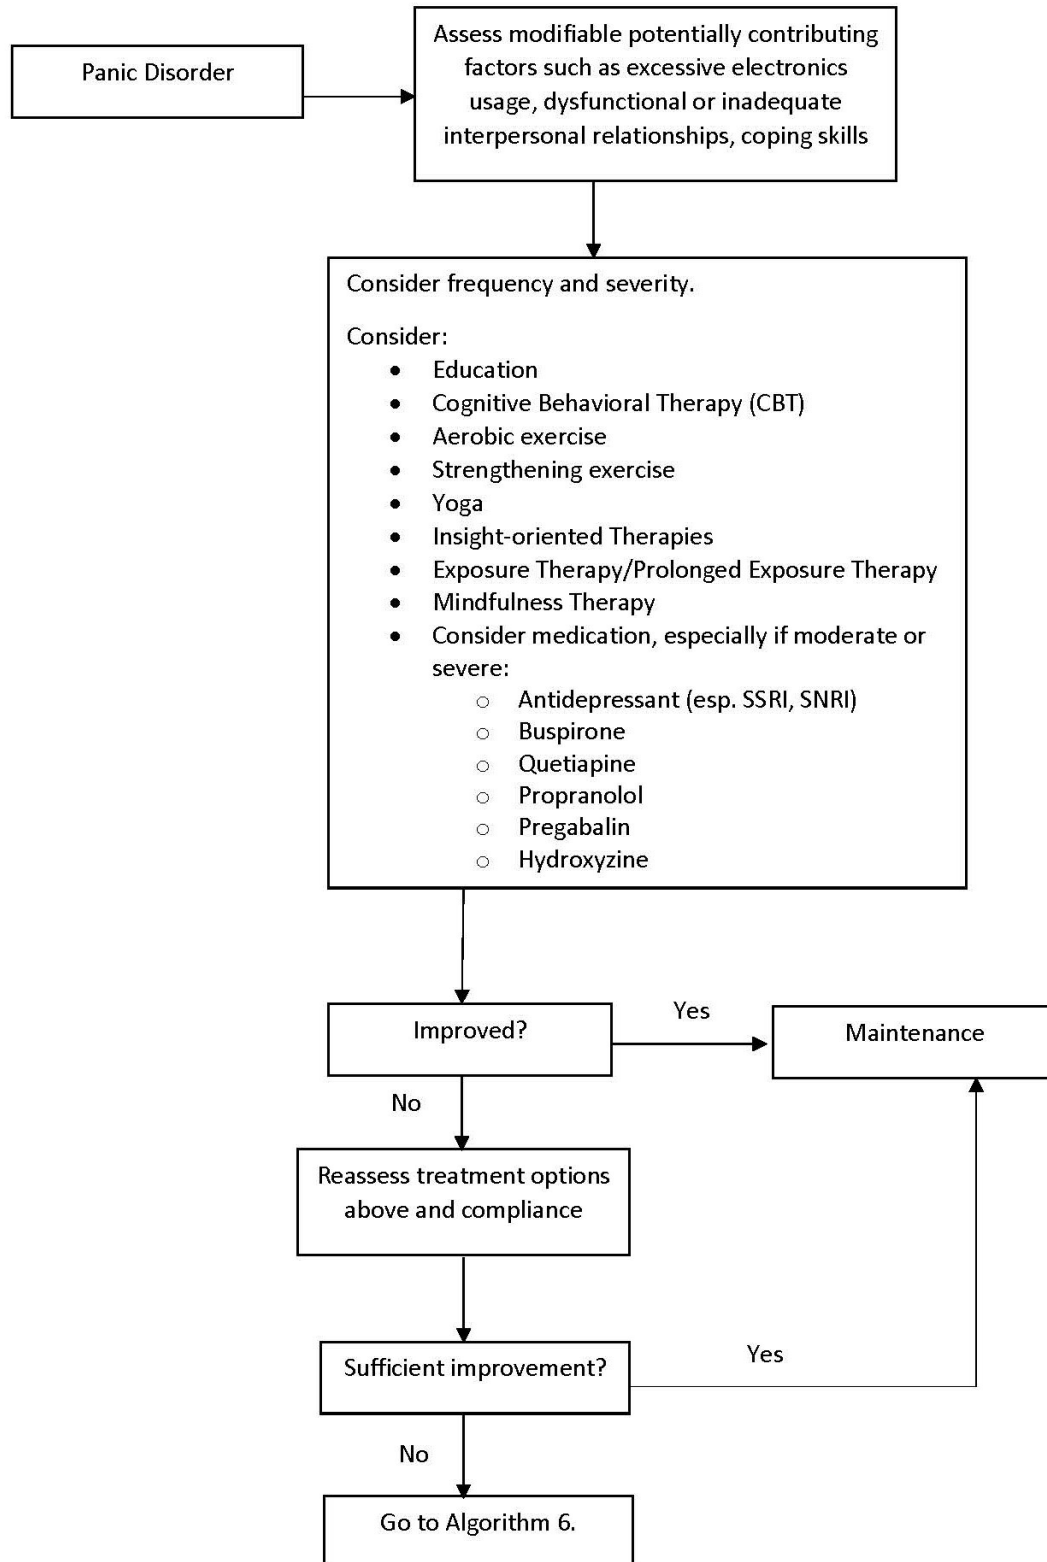 Panic Disorder
Assess modifiable potentially contributing
factors such as excessive electronics
usage, dysfunctional or inadequate
interpersonal relationships, coping skills
Consider frequency and severity.
Consider:
• Education
• Cognitive Behavioral Therapy (CBT)
• Aerobic exercise
• Strengthening exercise
• Yoga
• Insight-oriented Therapies
• Exposure Therapy/Prolonged Exposure Therapy
• Mindfulness Therapy
• Consider medication, especially if moderate or
severe:
○ Antidepressant (esp. SSRI, SNRI)
○ Buspirone
○ Quetiapine
○ Propranolol
○ Pregabalin
○ Hydroxyzine
Improved?
Yes
Maintenance
No
Reassess treatment options
above and compliance
Sufficient improvement?
Yes
No
Go to Algorithm 6.